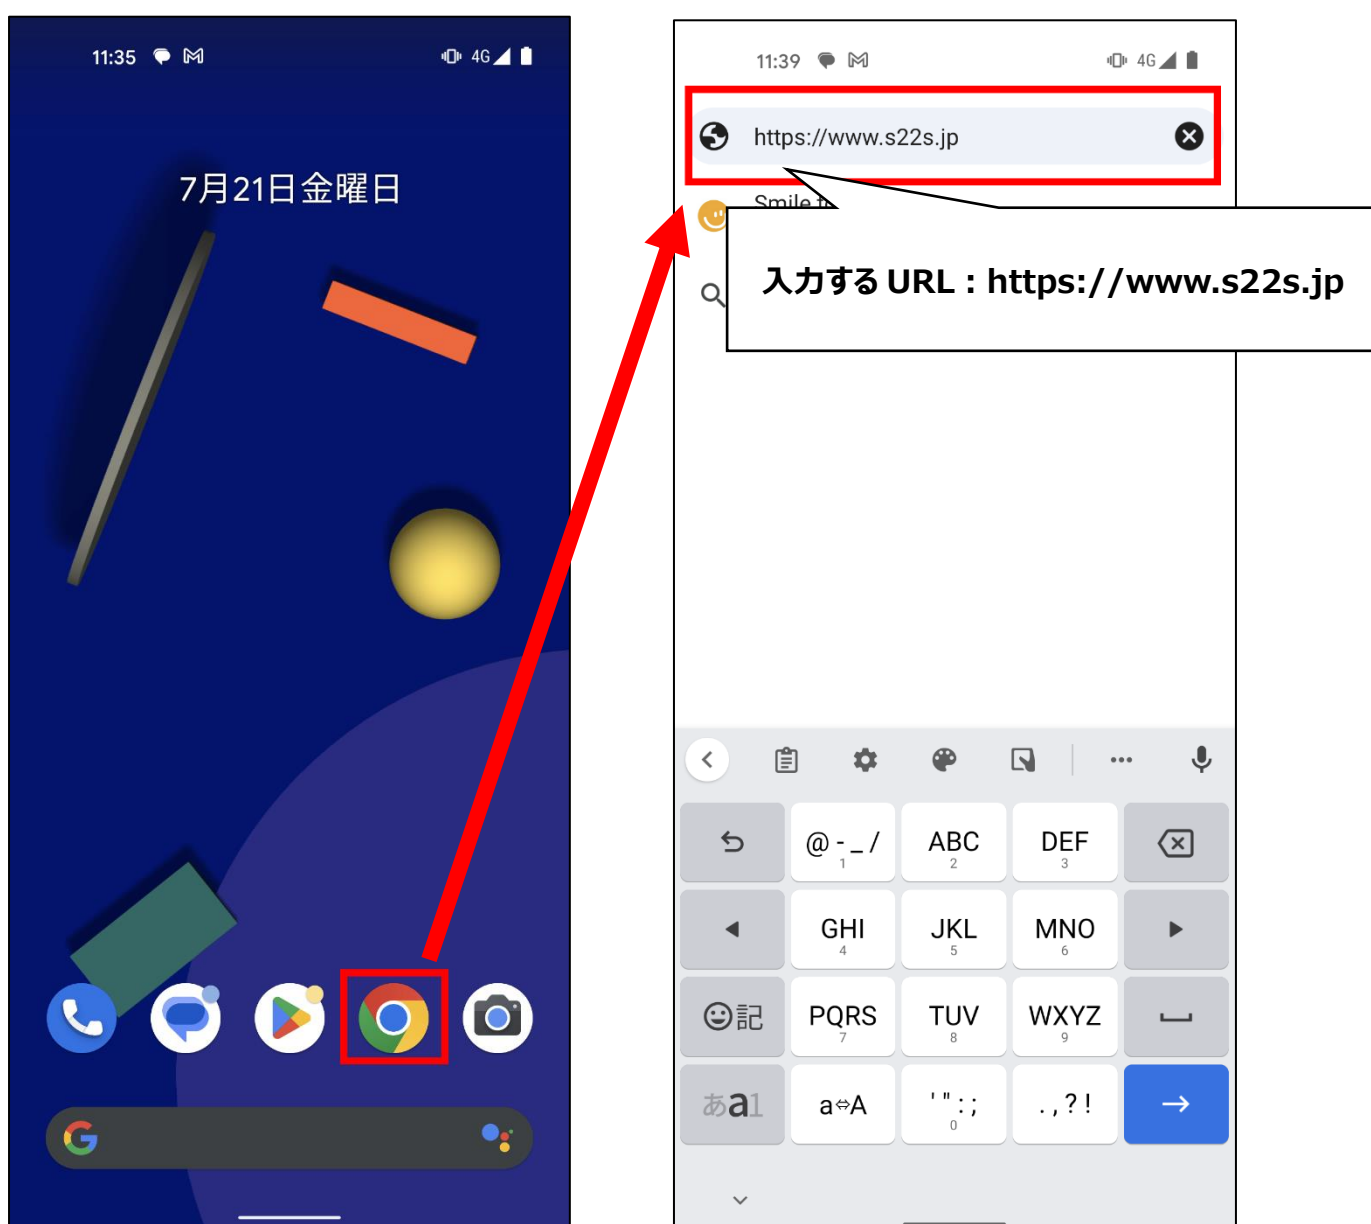 11:35
4G
7月21日金曜日
11:39
4G
https://www.s22s.jp
Smile
入力する URL：https://www.s22s.jp
@-_/
1
ABC
2
DEF
3
GHI
4
JKL
5
MNO
6
記
PQRS
7
TUV
8
WXYZ
9
あa1
a⇔A
'":;
0
.,?!